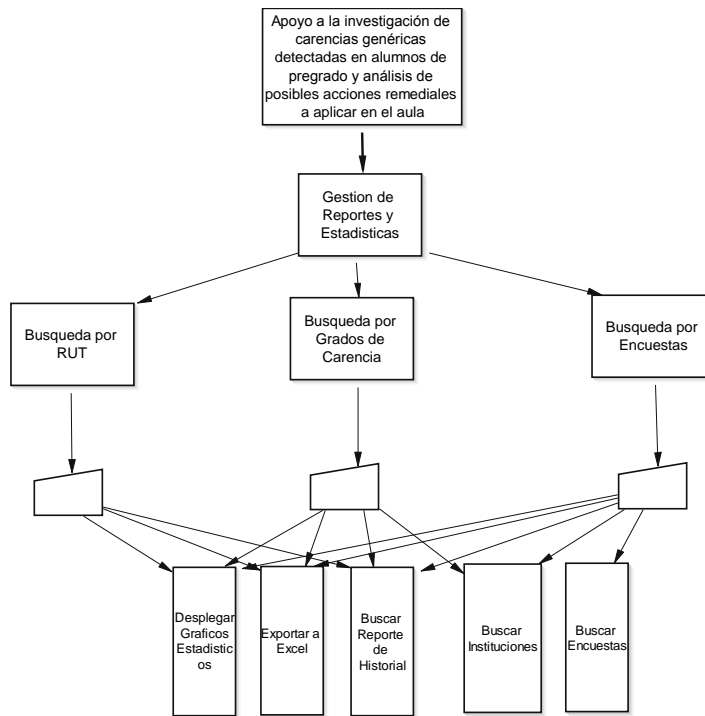 Apoyo a la investigación de
carencias genéricas
detectadas en alumnos de
pregrado y análisis de
posibles acciones remediales
a aplicar en el aula
Gestion de
Reportes y
Estadisticas
Busqueda por
RUT
Busqueda por
Grados de
Carencia
Busqueda por
Encuestas
Desplegar
Graficos
Estadistic
os
Exportar a
Excel
Buscar
Reporte
de
Historial
Buscar
Instituciones
Buscar
Encuestas